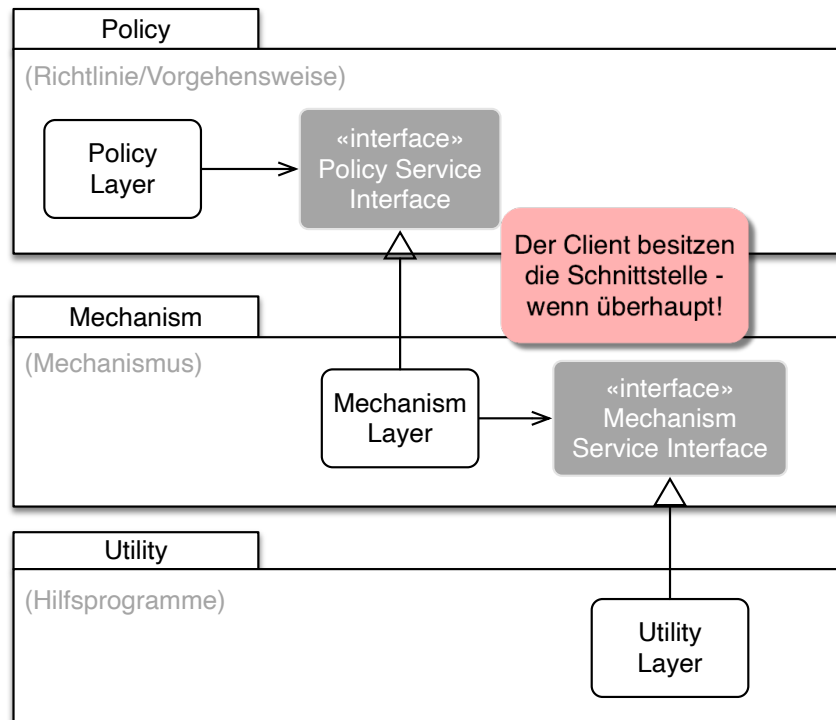 Policy
(Richtlinie/Vorgehensweise)
Policy
Layer
«interface»
Policy Service
Interface
Der Client besitzen
die Schnittstelle -
wenn überhaupt!
Mechanism
(Mechanismus)
Mechanism
Layer
«interface»
Mechanism
Service Interface
Utility
(Hilfsprogramme)
Utility
Layer